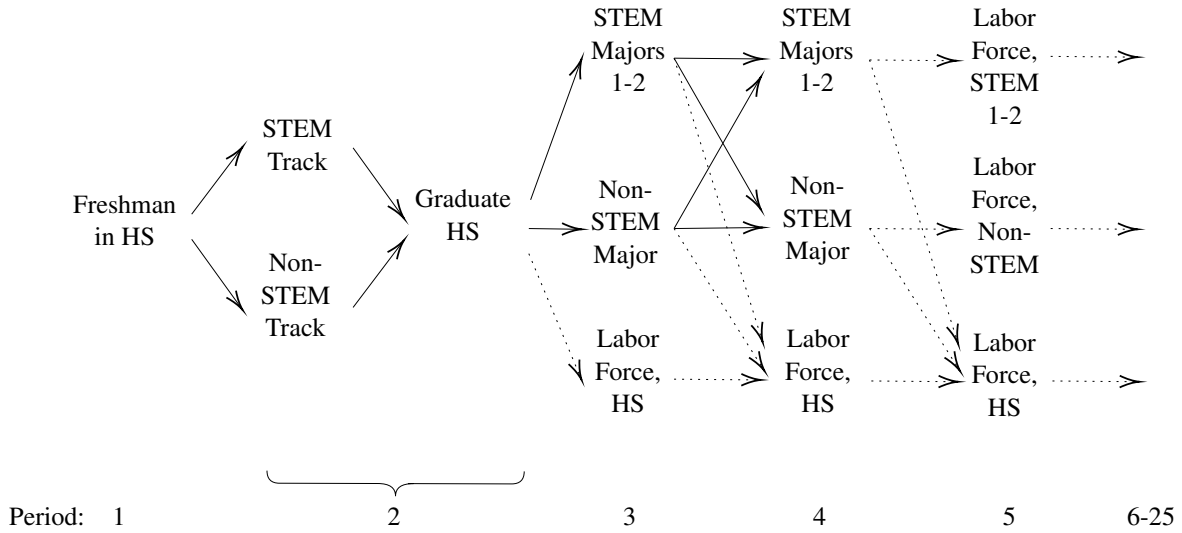 STEM
Majors
1-2
STEM
Majors
1-2
Labor
Force,
STEM
1-2
STEM
Track
Freshman
in HS
Non-
STEM
Track
Graduate
HS
Non-
STEM
Major
Non-
STEM
Major
Labor
Force,
Non-
STEM
Labor
Force,
HS
Labor
Force,
HS
Labor
Force,
HS
Period: 1 2 3 4 5 6-25